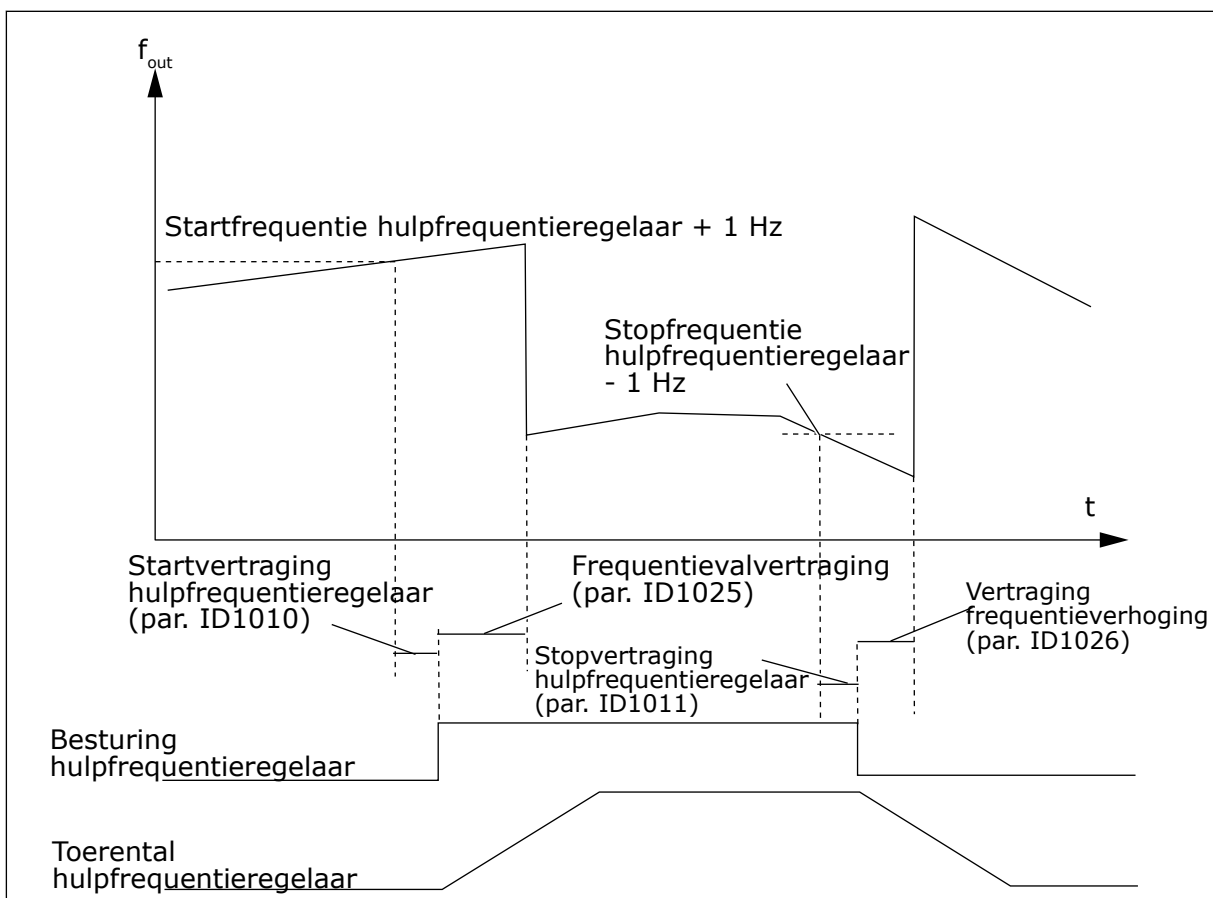 fout
Startfrequentie hulpfrequentieregelaar + 1 Hz
Stopfrequentie
hulpfrequentieregelaar
- 1 Hz
t
Startvertraging
hulpfrequentieregelaar
(par. ID1010)
Frequentievalvertraging
(par. ID1025)
Stopvertraging
hulpfrequentieregelaar
(par. ID1011)
Vertraging
frequentieverhoging
(par. ID1026)
Besturing
hulpfrequentieregelaar
Toerental
hulpfrequentieregelaar